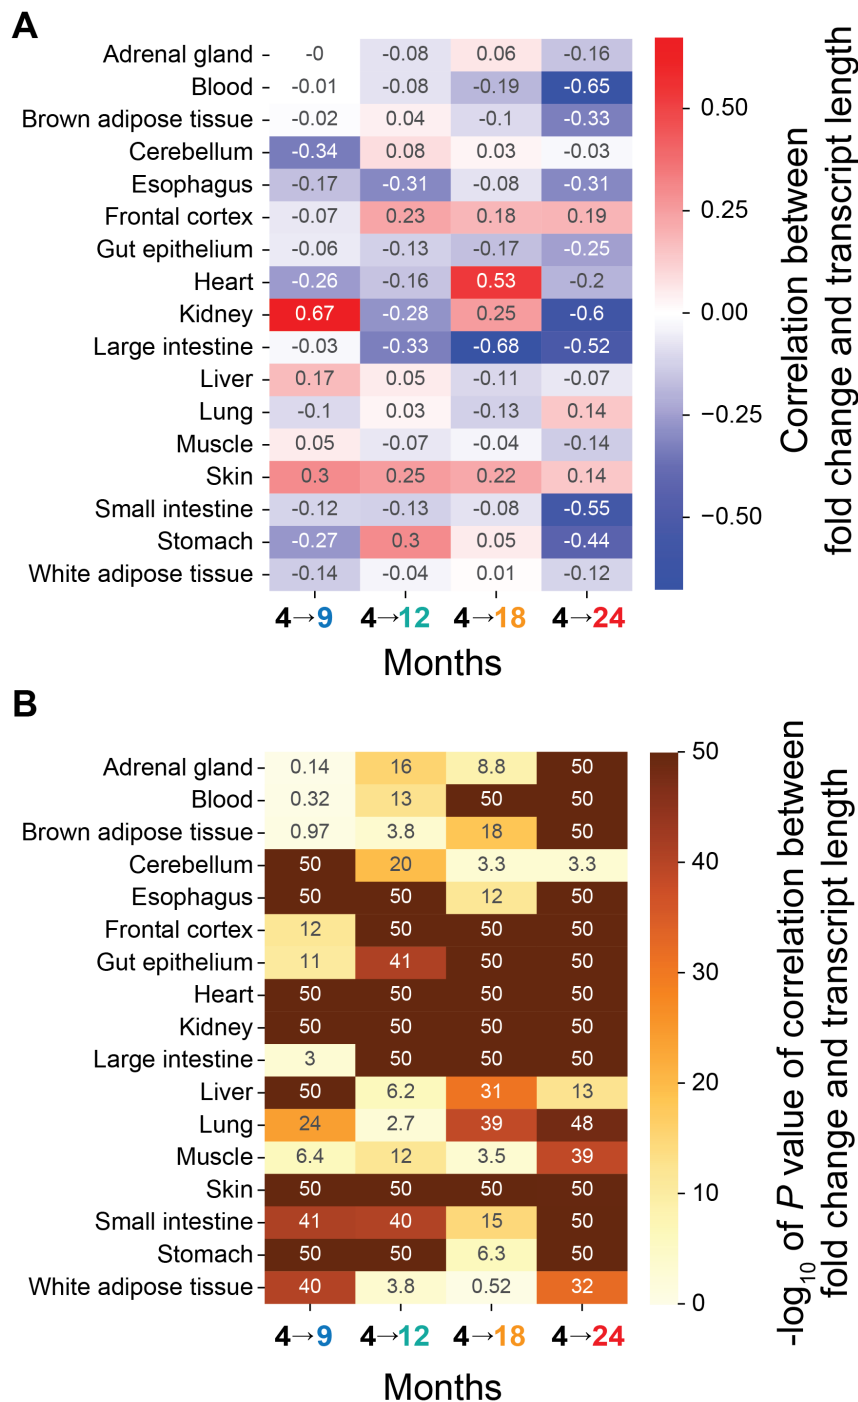 A
Adrenal gland -0 -0.08 0.06 -0.16
Blood -0.01 -0.08 -0.19 -0.65
Brown adipose tissue -0.02 0.04 -0.1 -0.33
Cerebellum -0.34 0.08 0.03 -0.03
Esophagus -0.17 -0.31 -0.08 -0.31
Frontal cortex -0.07 0.23 0.18 0.19
Gut epithelium -0.06 -0.13 -0.17 -0.25
Heart -0.26 -0.16 0.53 -0.2
Kidney 0.67 -0.28 0.25 -0.6
Large intestine -0.03 -0.33 -0.68 -0.52
Liver 0.17 0.05 -0.11 -0.07
Lung -0.1 0.03 -0.13 0.14
Muscle 0.05 -0.07 -0.04 -0.14
Skin 0.3 0.25 0.22 0.14
Small intestine -0.12 -0.13 -0.08 -0.55
Stomach -0.27 0.3 0.05 -0.44
White adipose tissue -0.14 -0.04 0.01 -0.12
4→9 4→12 4→18 4→24
Months
0.50
0.25
0.00
−0.25
−0.50
Correlation between
fold change and transcript length
B
Adrenal gland 0.14 16 8.8 50
Blood 0.32 13 50 50
Brown adipose tissue 0.97 3.8 18 50
Cerebellum 50 20 3.3 3.3
Esophagus 50 50 12 50
Frontal cortex 12 50 50 50
Gut epithelium 11 41 50 50
Heart 50 50 50 50
Kidney 50 50 50 50
Large intestine 3 50 50 50
Liver 50 6.2 31 13
Lung 24 2.7 39 48
Muscle 6.4 12 3.5 39
Skin 50 50 50 50
Small intestine 41 40 15 50
Stomach 50 50 6.3 50
White adipose tissue 40 3.8 0.52 32
4→9 4→12 4→18 4→24
Months
50
40
30
20
10
0
-log₁₀ of P value of correlation between
fold change and transcript length